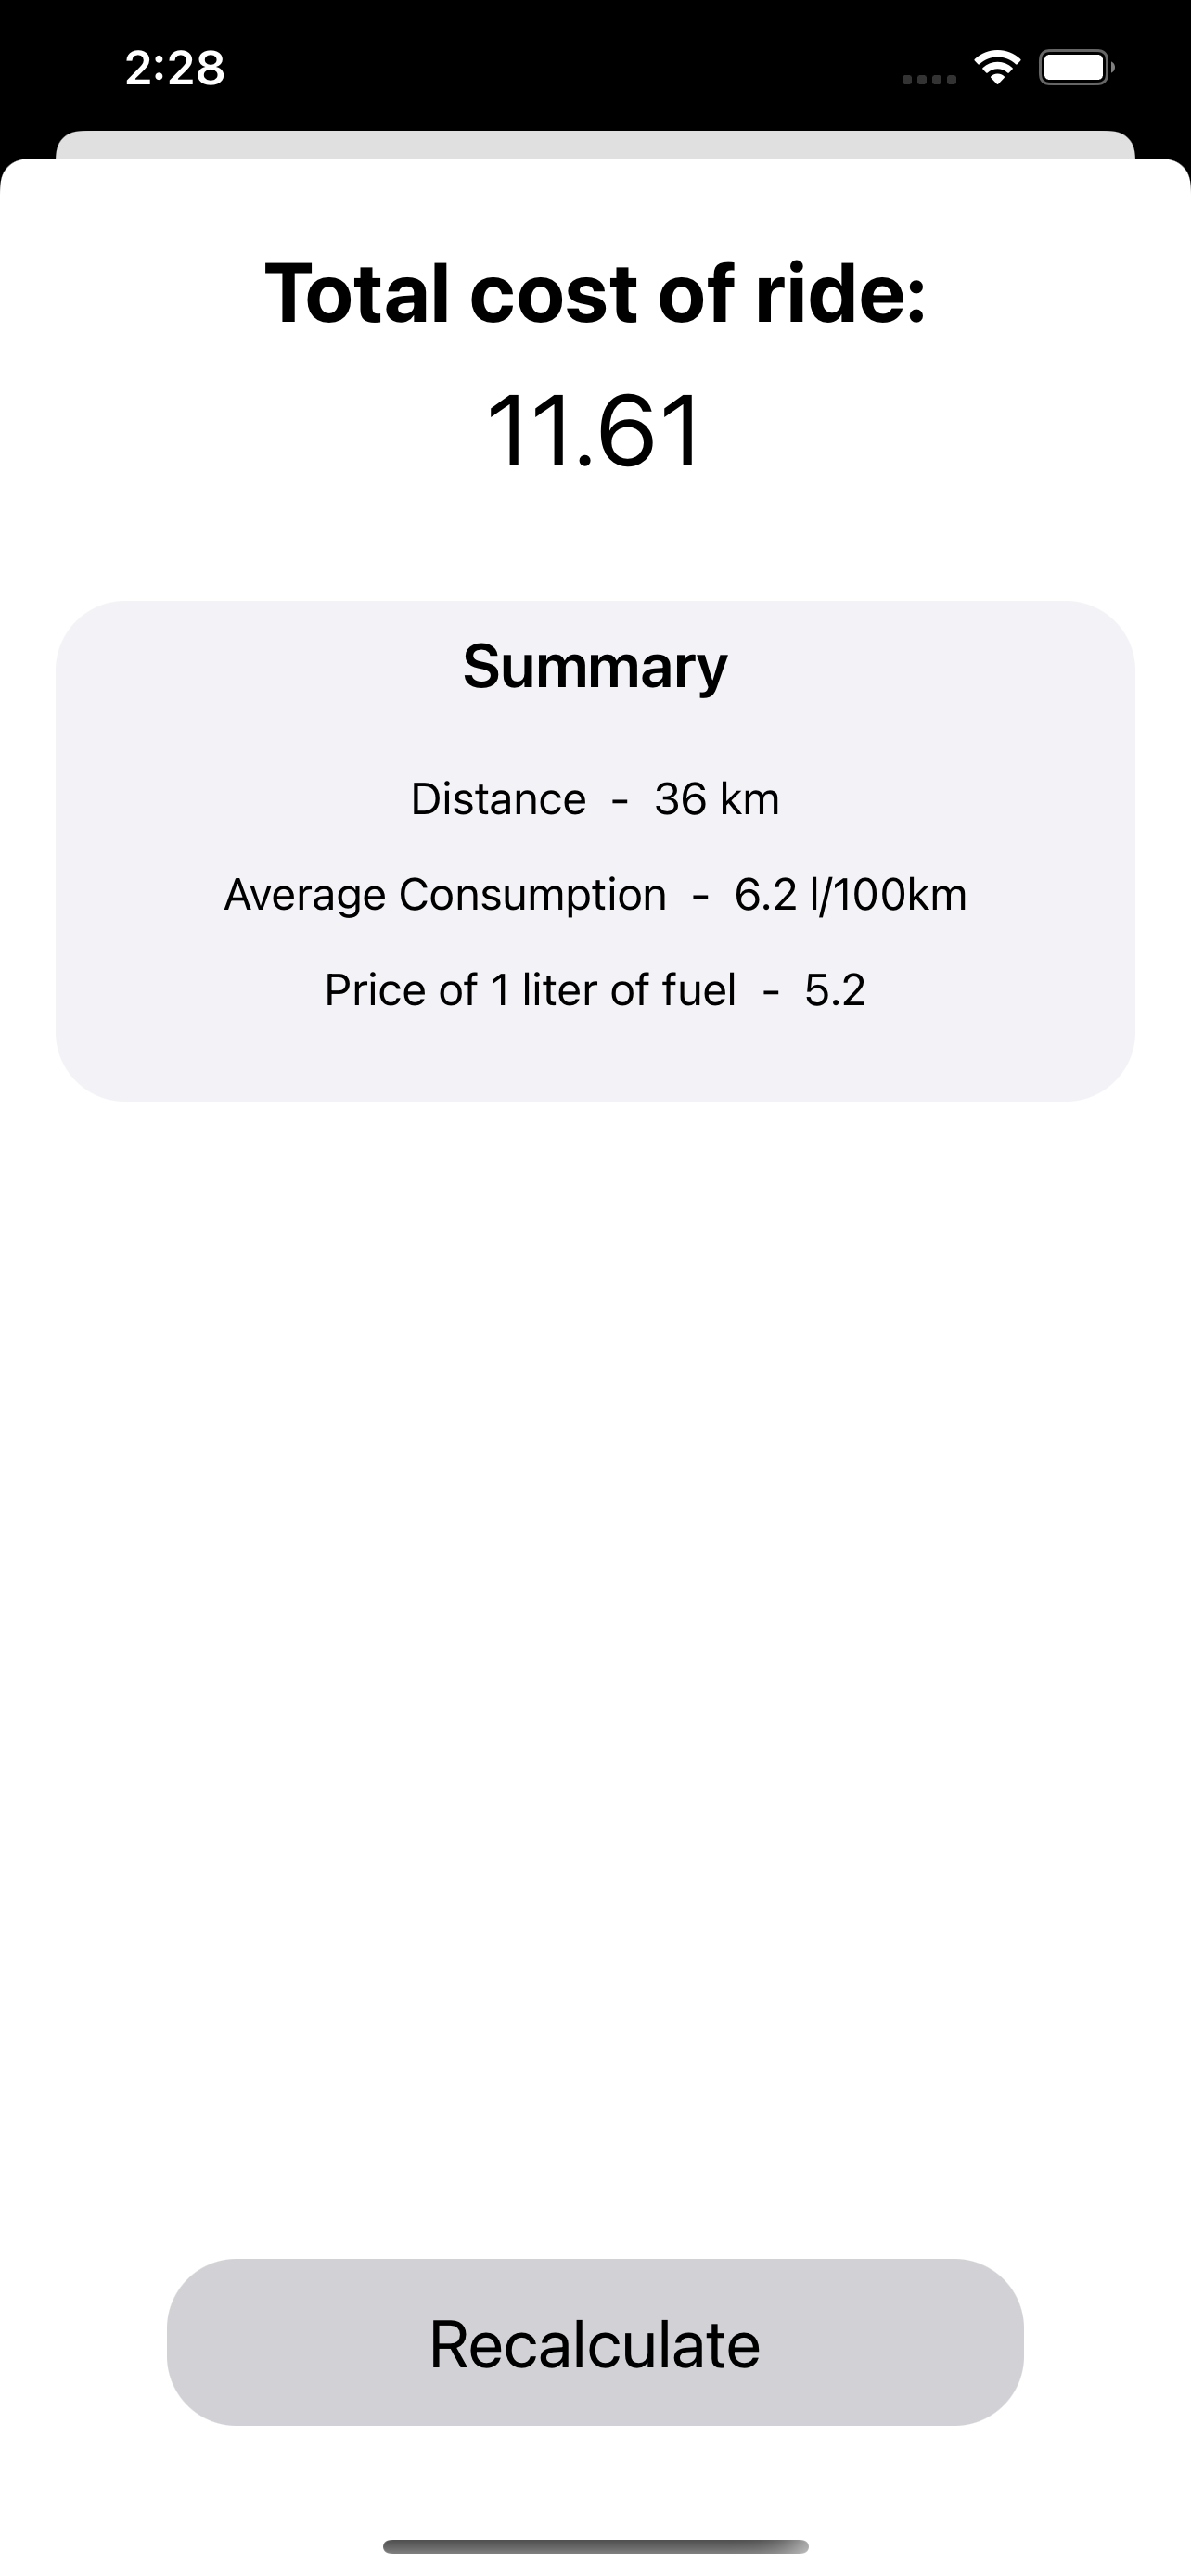 2:28
Total cost of ride:
11.61
Summary
Distance - 36 km
Average Consumption - 6.2 l/100km
Price of 1 liter of fuel - 5.2
Recalculate